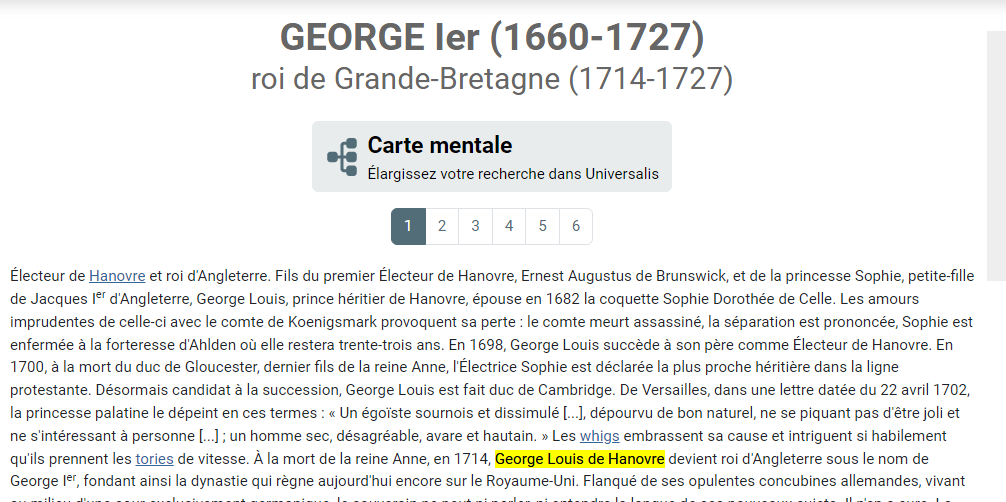 GEORGE Ier (1660-1727)
roi de Grande-Bretagne (1714-1727)
Carte mentale
Élargissez votre recherche dans Universalis
1 2 3 4 5 6
Électeur de Hanovre et roi d'Angleterre. Fils du premier Électeur de Hanovre, Ernest Augustus de Brunswick, et de la princesse Sophie, petite-fille
de Jacques Ier d'Angleterre, George Louis, prince héritier de Hanovre, épouse en 1682 la coquette Sophie Dorothée de Celle. Les amours
imprudentes de celle-ci avec le comte de Koenigsmark provoquent sa perte : le comte meurt assassiné, la séparation est prononcée, Sophie est
enfermée à la forteresse d'Ahlden où elle restera trente-trois ans. En 1698, George Louis succède à son père comme Électeur de Hanovre. En
1700, à la mort du duc de Gloucester, dernier fils de la reine Anne, l'Électrice Sophie est déclarée la plus proche héritière dans la ligne
protestante. Désormais candidat à la succession, George Louis est fait duc de Cambridge. De Versailles, dans une lettre datée du 22 avril 1702,
la princesse palatine le dépeint en ces termes : « Un égoïste sournois et dissimulé [...], dépourvu de bon naturel, ne se piquant pas d'être joli et
ne s'intéressant à personne [...] ; un homme sec, désagréable, avare et hautain. » Les whigs embrassent sa cause et intriguent si habilement
qu'ils prennent les tories de vitesse. À la mort de la reine Anne, en 1714, George Louis de Hanovre devient roi d'Angleterre sous le nom de
George Ier, fondant ainsi la dynastie qui règne aujourd'hui encore sur le Royaume-Uni. Flanqué de ses opulentes concubines allemandes, vivant